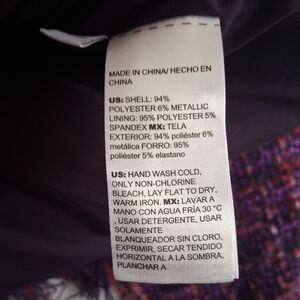 MADE IN CHINA/ HECHO EN
CHINA
US: SHELL: 94%
POLYESTER 6% METALLIC
LINING: 95% POLYESTER 5%
SPANDEX MX: TELA
EXTERIOR: 94% poliéster 6%
metálica FORRO: 95%
poliéster 5% elastano
US: HAND WASH COLD,
ONLY NON-CHLORINE
BLEACH, LAY FLAT TO DRY,
WARM IRON. MX: LAVAR A
MANO CON AGUA FRÍA 30 °C
, USAR DETERGENTE, USAR
SOLAMENTE
BLANQUEADOR SIN CLORO,
EXPRIMIR, SECAR TENDIDO
HORIZONTAL A LA SOMBRA,
PLANCHAR A